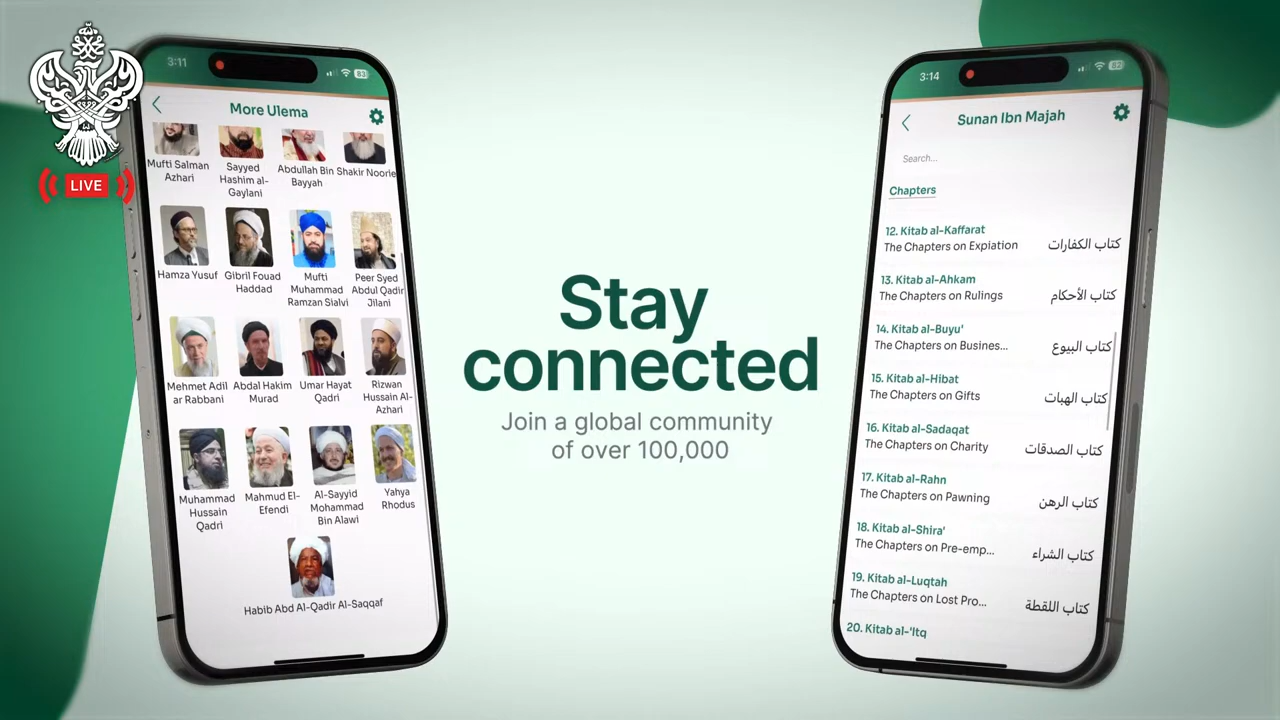 LIVE
3:11
83
More Ulema
Mufti Salman
Azhari
Sayyed
Hashim al-
Gaylani
Abdullah Bin
Bayyah
Shakir Noorie
Hamza Yusuf
Gibril Fouad
Haddad
Mufti
Muhammad
Ramzan Sialvi
Peer Syed
Abdul Qadir
Jilani
Mehmet Adil
ar Rabbani
Abdal Hakim
Murad
Umar Hayat
Qadri
Rizwan
Hussain Al-
Azhari
Muhammad
Hussain
Qadri
Mahmud El-
Efendi
Al-Sayyid
Mohammad
Bin Alawi
Yahya
Rhodus
Habib Abd Al-Qadir Al-Saqqaf
Stay
connected
Join a global community
of over 100,000
3:14
82
Sunan Ibn Majah
Search...
Chapters
12. Kitab al-Kaffarat
The Chapters on Expiation
كتاب الكفارات
13. Kitab al-Ahkam
The Chapters on Rulings
كتاب الأحكام
14. Kitab al-Buyu'
The Chapters on Busines...
كتاب البيوع
15. Kitab al-Hibat
The Chapters on Gifts
كتاب الهبات
16. Kitab al-Sadaqat
The Chapters on Charity
كتاب الصدقات
17. Kitab al-Rahn
The Chapters on Pawning
كتاب الرهن
18. Kitab al-Shira'
The Chapters on Pre-emp...
كتاب الشراء
19. Kitab al-Luqtah
The Chapters on Lost Pro...
كتاب اللقطة
20. Kitab al-'Itq